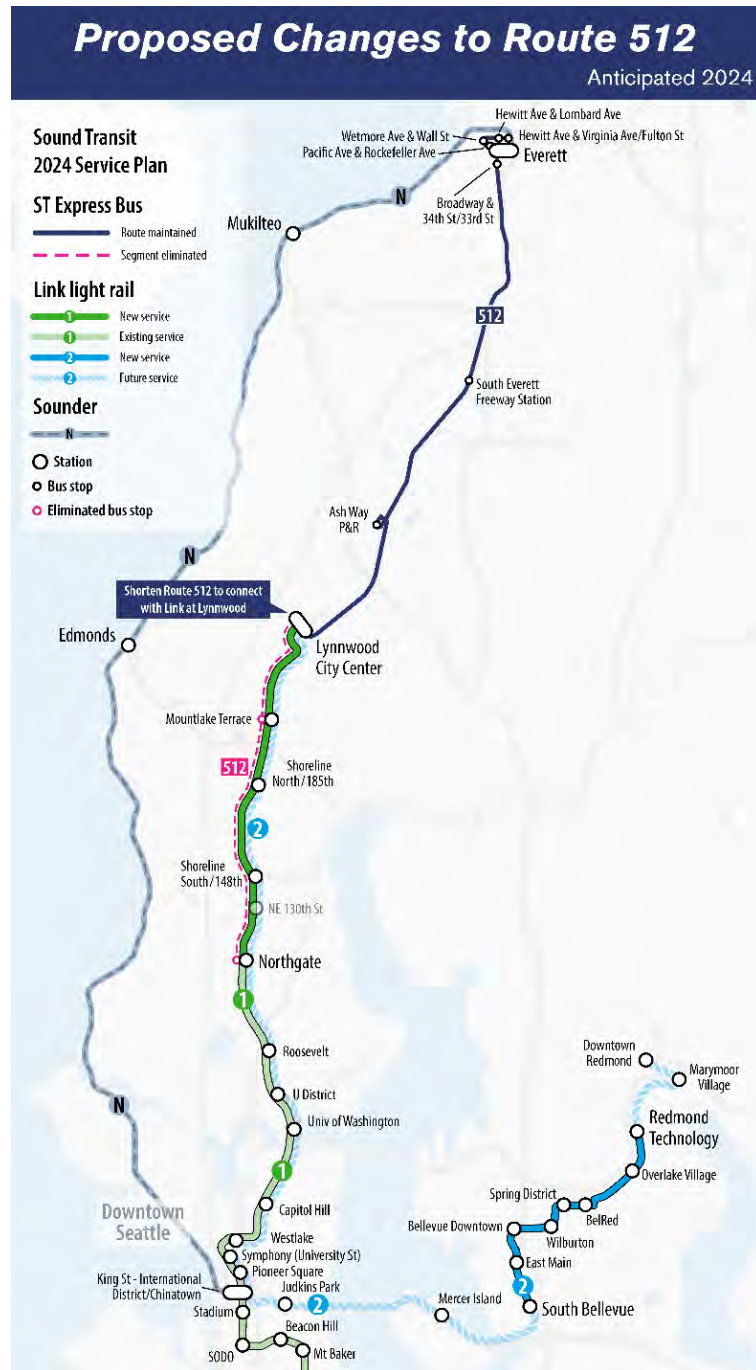 Proposed Changes to Route 512
Anticipated 2024
Sound Transit
2024 Service Plan
ST Express Bus
Route maintained
Segment eliminated
Link light rail
1 New service
1 Existing service
2 New service
2 Future service
Sounder
N
Station
Bus stop
Eliminated bus stop
Hewitt Ave & Lombard Ave
Wetmore Ave & Wall St
Hewitt Ave & Virginia Ave/Fulton St
Pacific Ave & Rockefeller Ave
Everett
Broadway &
34th St/33rd St
N
Mukilteo
512
South Everett
Freeway Station
Ash Way
P&R
N
Shorten Route 512 to connect
with Link at Lynnwood
Edmonds
Lynnwood
City Center
Mountlake Terrace
512
Shoreline
North/185th
2
Shoreline
South/148th
NE 130th St
Northgate
1
Roosevelt
U District
Univ of Washington
N
1
Capitol Hill
Downtown
Seattle
Westlake
Symphony (University St)
Pioneer Square
King St - International
District/Chinatown
Judkins Park
2
Stadium
Beacon Hill
SODO
Mt Baker
Mercer Island
Downtown
Redmond
Marymoor
Village
Redmond
Technology
Overlake Village
Spring District
BelRed
Bellevue Downtown
Wilburton
East Main
2
South Bellevue